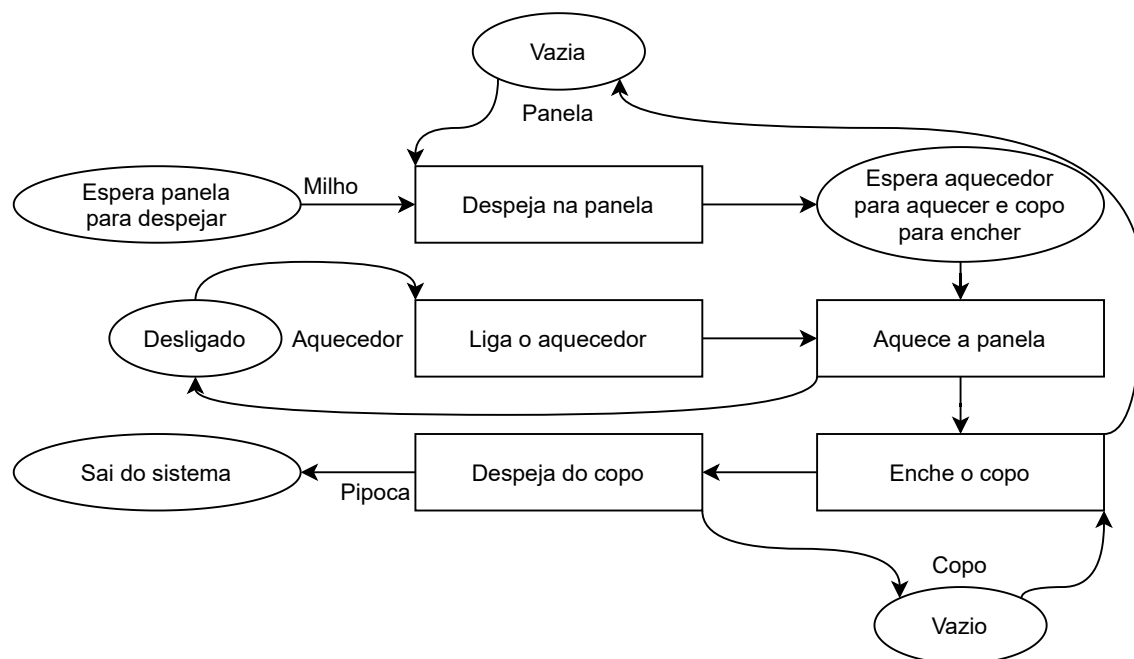 Vazia
Panela
Espera panela
para despejar
Milho
Despeja na panela
Espera aquecedor
para aquecer e copo
para encher
Desligado
Aquecedor
Liga o aquecedor
Aquece a panela
Sai do sistema
Pipoca
Despeja do copo
Enche o copo
Copo
Vazio